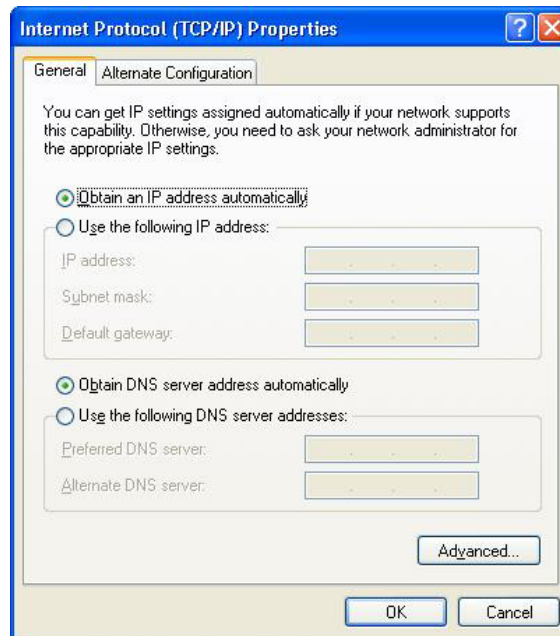 Internet Protocol (TCP/IP) Properties
General
Alternate Configuration
You can get IP settings assigned automatically if your network supports
this capability. Otherwise, you need to ask your network administrator for
the appropriate IP settings.
Obtain an IP address automatically
Use the following IP address:
IP address:
Subnet mask:
Default gateway:
Obtain DNS server address automatically
Use the following DNS server addresses:
Preferred DNS server:
Alternate DNS server:
Advanced...
OK
Cancel